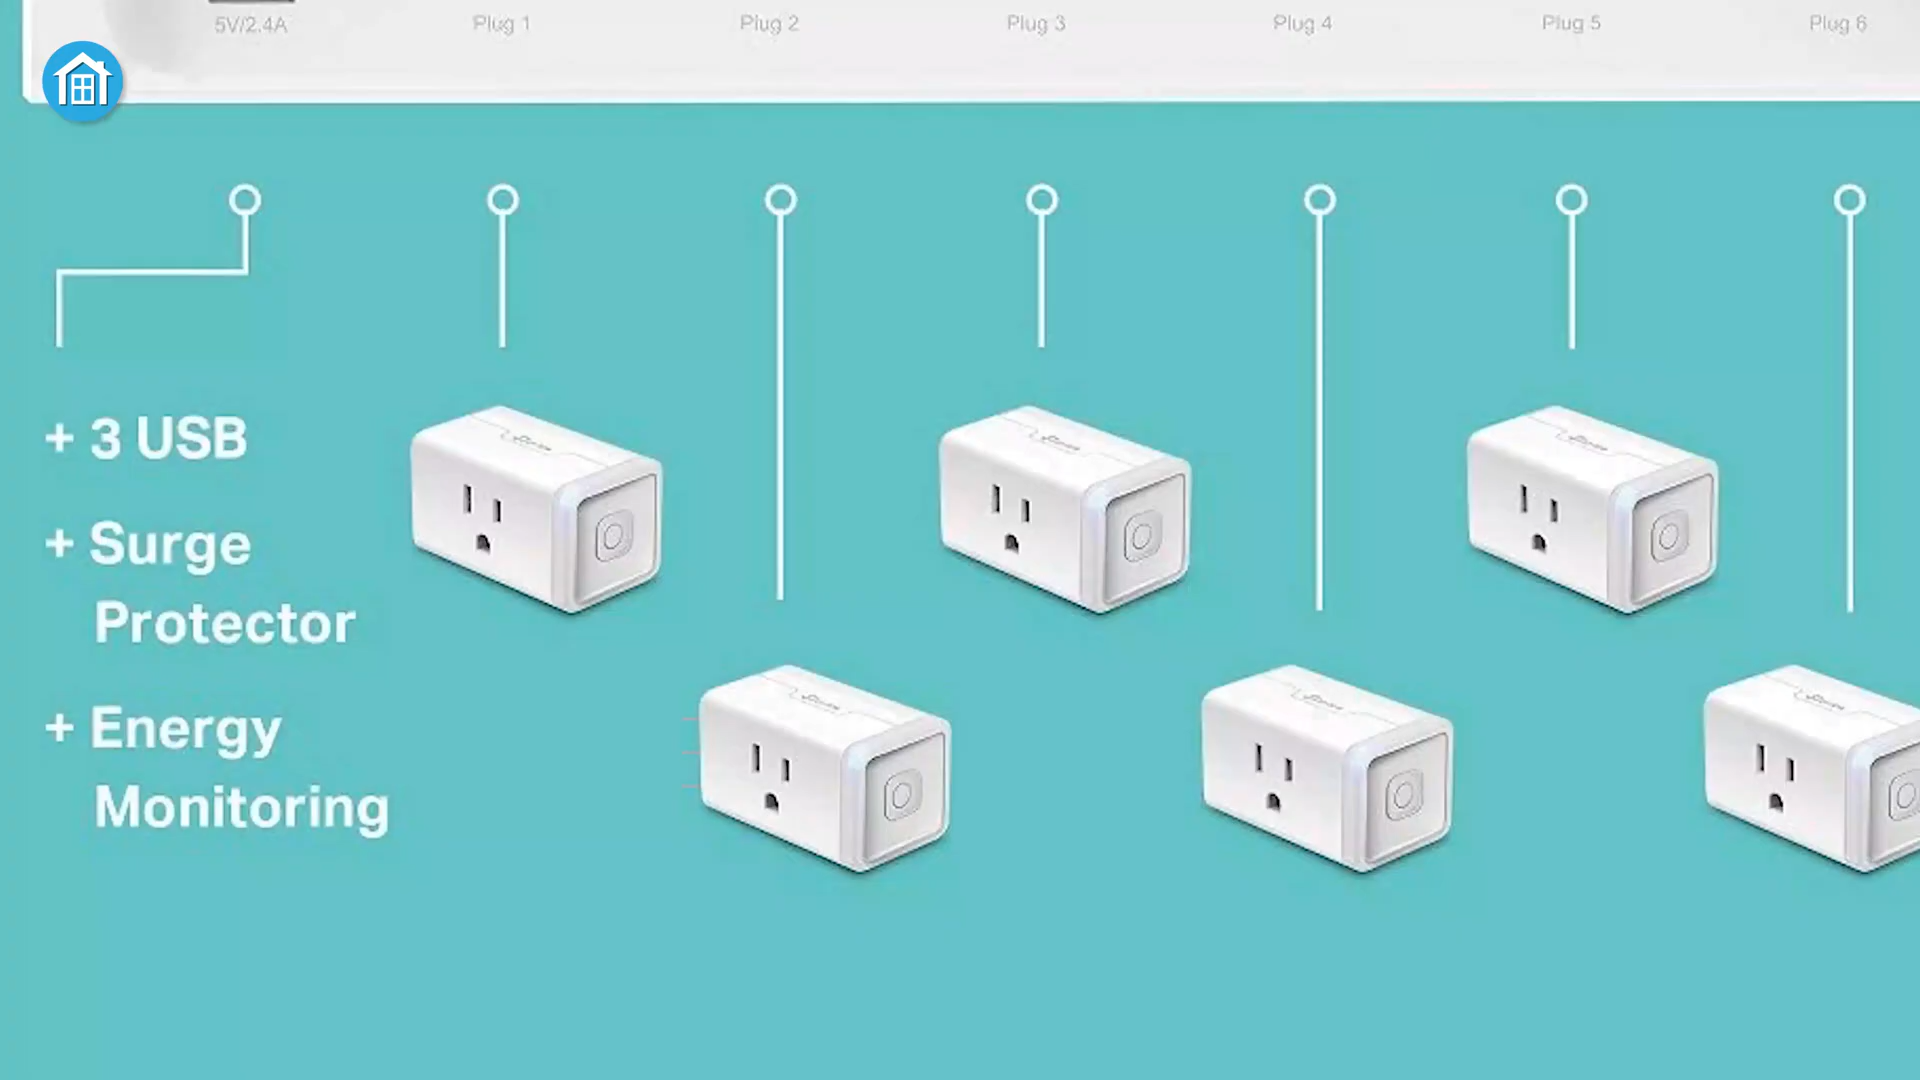 5V/2.4A Plug 1 Plug 2 Plug 3 Plug 4 Plug 5 Plug 6
+ 3 USB
+ Surge
Protector
+ Energy
Monitoring